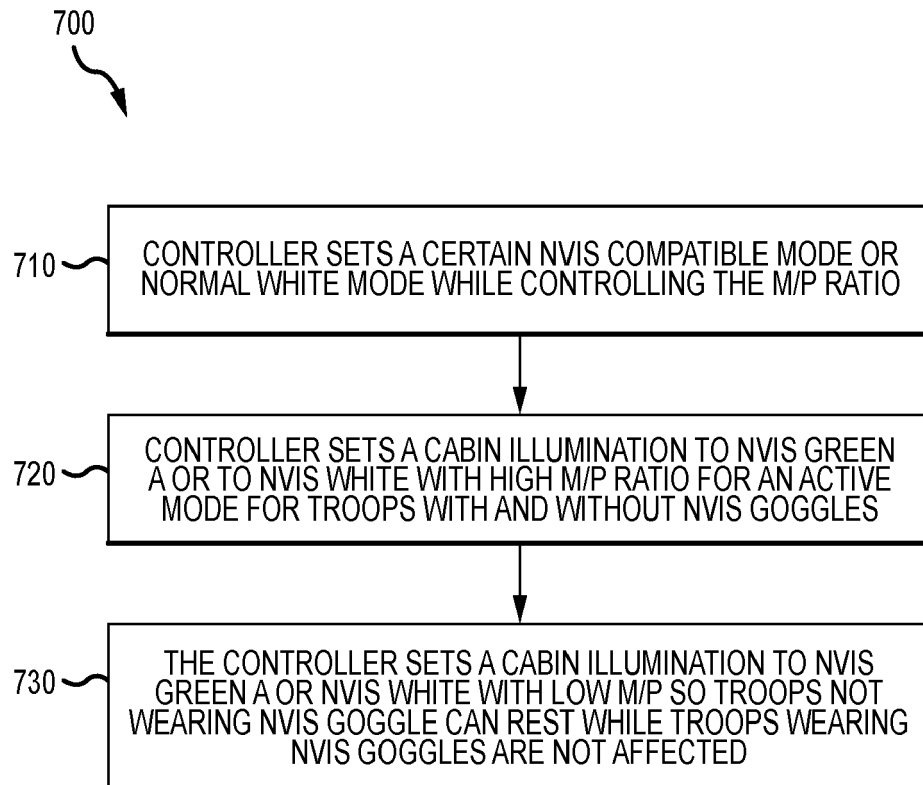 700
710
CONTROLLER SETS A CERTAIN NVIS COMPATIBLE MODE OR
NORMAL WHITE MODE WHILE CONTROLLING THE M/P RATIO
720
CONTROLLER SETS A CABIN ILLUMINATION TO NVIS GREEN
A OR TO NVIS WHITE WITH HIGH M/P RATIO FOR AN ACTIVE
MODE FOR TROOPS WITH AND WITHOUT NVIS GOGGLES
730
THE CONTROLLER SETS A CABIN ILLUMINATION TO NVIS
GREEN A OR NVIS WHITE WITH LOW M/P SO TROOPS NOT
WEARING NVIS GOGGLE CAN REST WHILE TROOPS WEARING
NVIS GOGGLES ARE NOT AFFECTED